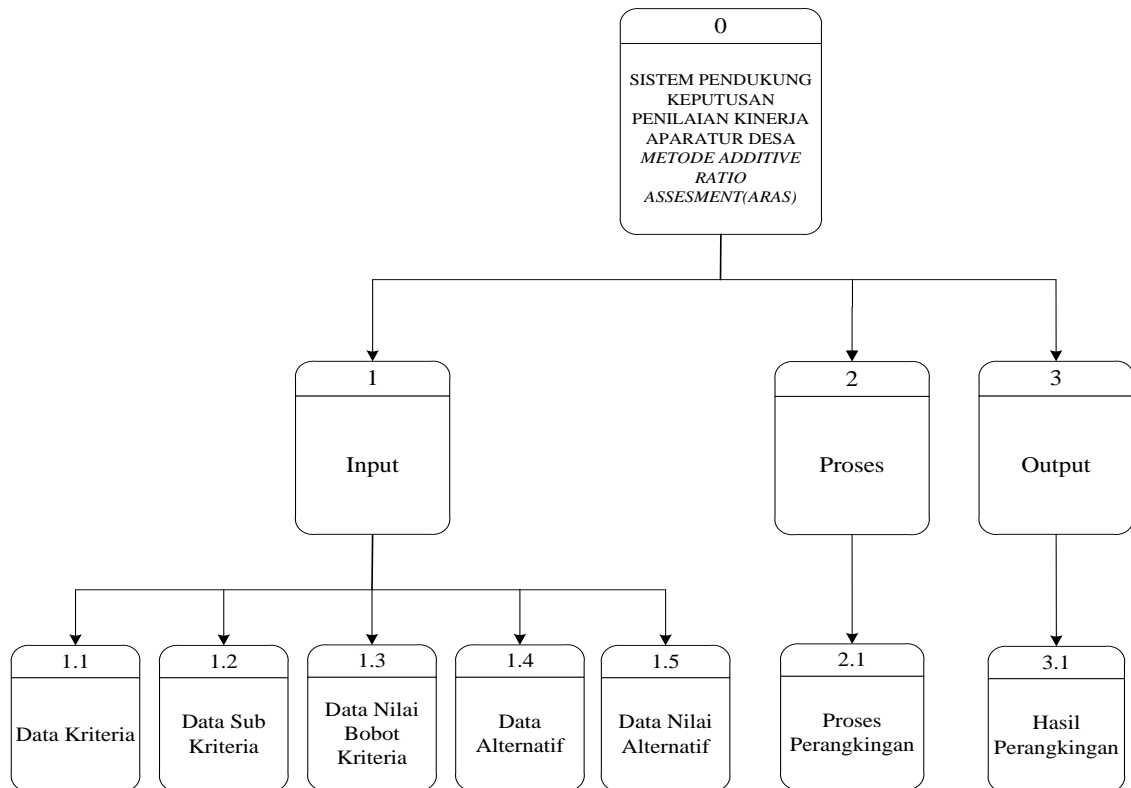 0
SISTEM PENDUKUNG
KEPUTUSAN
PENILAIAN KINERJA
APARATUR DESA
METODE ADDITIVE
RATIO
ASSESMENT(ARAS)
1
Input
2
Proses
3
Output
1.1
Data Kriteria
1.2
Data Sub
Kriteria
1.3
Data Nilai
Bobot
Kriteria
1.4
Data
Alternatif
1.5
Data Nilai
Alternatif
2.1
Proses
Perangkingan
3.1
Hasil
Perangkingan